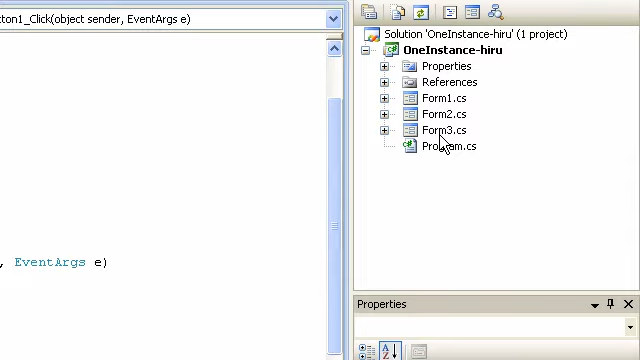 ton1_Click(object sender, EventArgs e)
Solution 'OneInstance-hiru' (1 project)
OneInstance-hiru
Properties
References
Form1.cs
Form2.cs
Form3.cs
Program.cs
, EventArgs e)
Properties